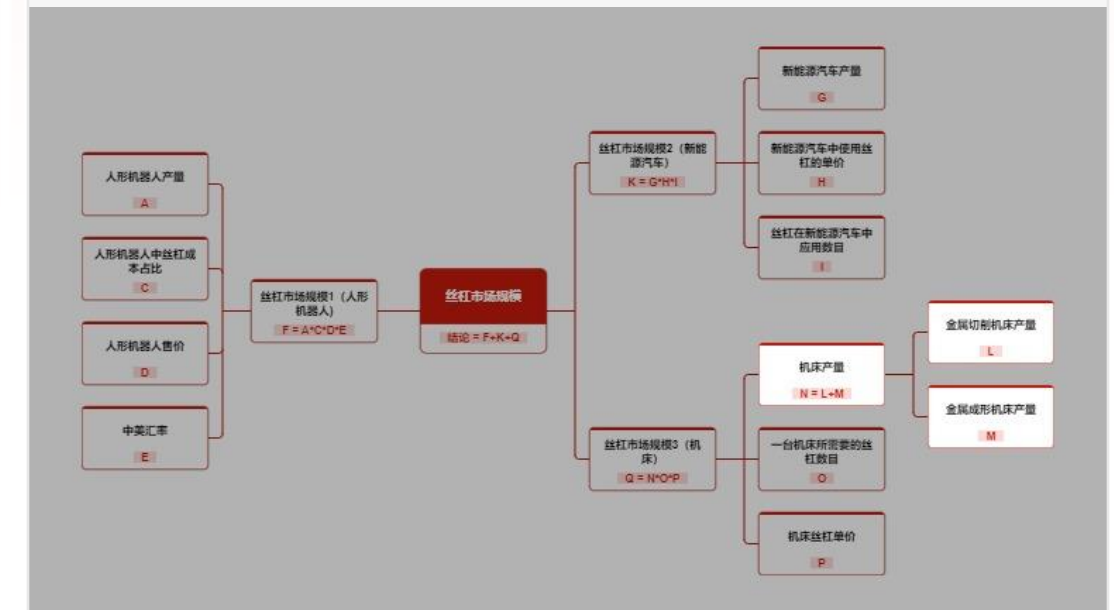 人形机器人产量
A
人形机器人中丝杠成
本占比
C
人形机器人售价
D
中美汇率
E
丝杠市场规模1（人形
机器人)
F = A*C*D*E
丝杠市场规模
结论 = F+K+Q
丝杠市场规模2（新能
源汽车）
K = G*H*I
新能源汽车产量
G
新能源汽车中使用丝
杠的单价
H
丝杠在新能源汽车中
应用数目
I
丝杠市场规模3（机
床）
Q = N*O*P
机床产量
N = L+M
金属切削机床产量
L
金属成形机床产量
M
一台机床所需要的丝
杠数目
O
机床丝杠单价
P